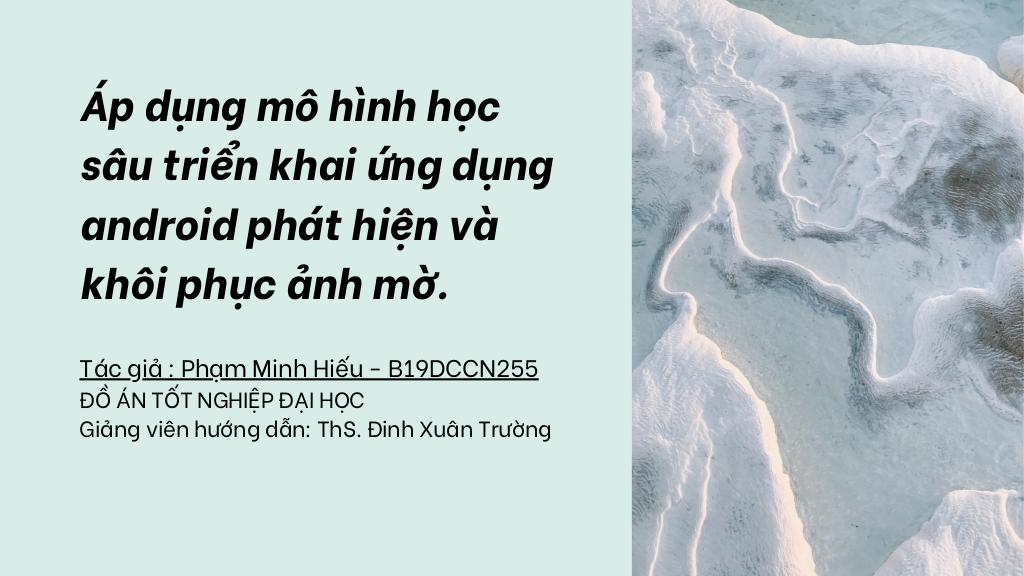 Áp dụng mô hình học
sâu triển khai ứng dụng
android phát hiện và
khôi phục ảnh mờ.
Tác giả : Phạm Minh Hiếu - B19DCCN255
ĐỒ ÁN TỐT NGHIỆP ĐẠI HỌC
Giảng viên hướng dẫn: ThS. Đinh Xuân Trường